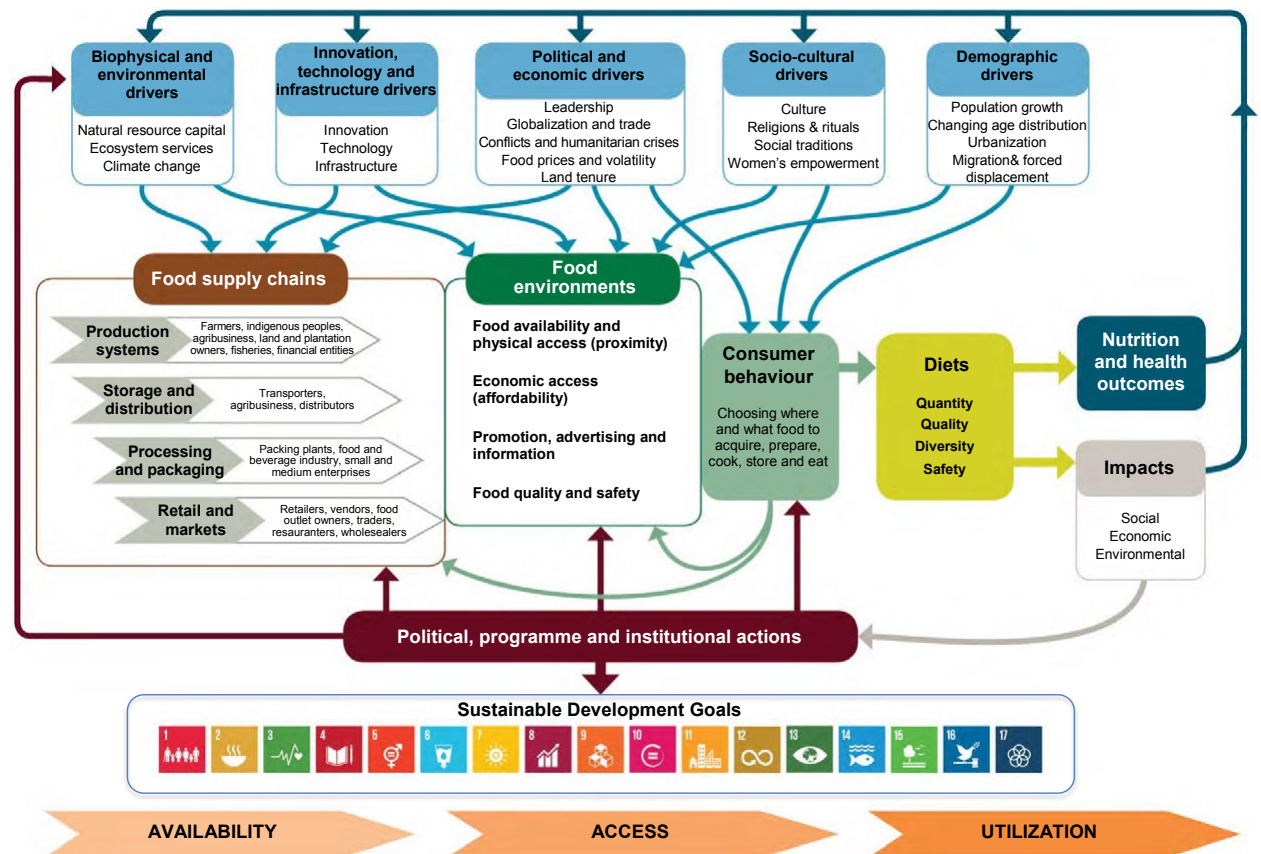 Biophysical and
environmental
drivers
Natural resource capital
Ecosystem services
Climate change
Innovation,
technology and
infrastructure drivers
Innovation
Technology
Infrastructure
Political and
economic drivers
Leadership
Globalization and trade
Conflicts and humanitarian crises
Food prices and volatility
Land tenure
Socio-cultural
drivers
Culture
Religions & rituals
Social traditions
Women's empowerment
Demographic
drivers
Population growth
Changing age distribution
Urbanization
Migration& forced
displacement
Food supply chains
Production
systems
Farmers, indigenous peoples,
agribusiness, land and plantation
owners, fisheries, financial entities
Storage and
distribution
Transporters,
agribusiness, distributors
Processing
and packaging
Packing plants, food and
beverage industry, small and
medium enterprises
Retail and
markets
Retailers, vendors, food
outlet owners, traders,
resauranters, wholesealers
Food
environments
Food availability and
physical access (proximity)
Economic access
(affordability)
Promotion, advertising and
information
Food quality and safety
Consumer
behaviour
Choosing where
and what food to
acquire, prepare,
cook, store and eat
Diets
Quantity
Quality
Diversity
Safety
Nutrition
and health
outcomes
Impacts
Social
Economic
Environmental
Political, programme and institutional actions
Sustainable Development Goals
1 2 3 4 5 6 7 8 9 10 11 12 13 14 15 16 17
AVAILABILITY
ACCESS
UTILIZATION